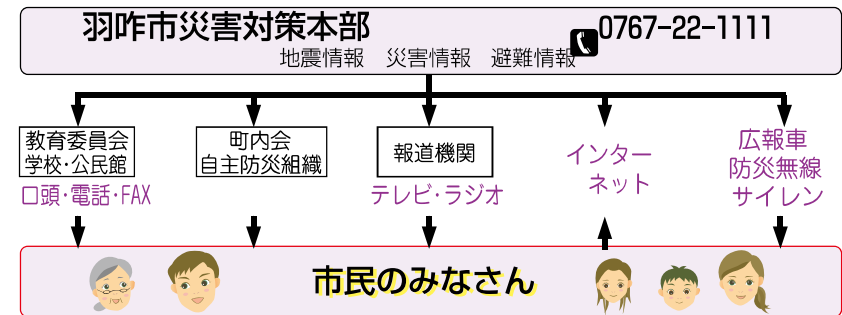 羽咋市災害対策本部 0767-22-1111
地震情報 災害情報 避難情報
教育委員会
学校・公民館
口頭・電話・FAX
町内会
自主防災組織
報道機関
テレビ・ラジオ
インター
ネット
広報車
防災無線
サイレン
市民のみなさん